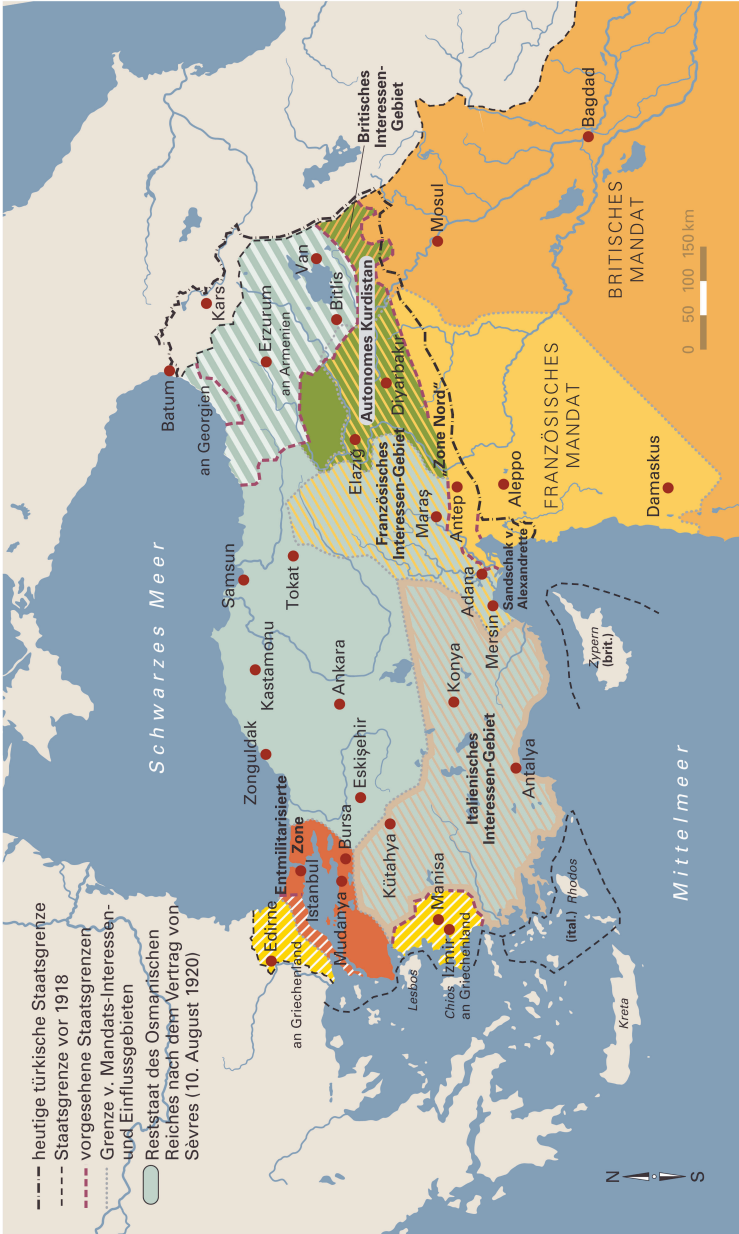 heutige türkische Staatsgrenze
Staatsgrenze vor 1918
vorgesehene Staatsgrenzen
Grenze v. Mandats-Interessen-
und Einflussgebieten
Reststaat des Osmanischen
Reiches nach dem Vertrag von
Sèvres (10. August 1920)
Schwarzes Meer
Edirne
an Griechenland
Entmilitarisierte
Zone
Istanbul
Mudanya
Bursa
Zonguldak
Kastamonu
Samsun
Tokat
Ankara
Eskişehir
Kütahya
Batum
an Georgien
Kars
Erzurum
an Armenien
Van
Bitlis
Britisches
Interessen-
Gebiet
Autonomes Kurdistan
Elazığ
Diyarbakır
Französisches
Interessen-Gebiet
„Zone Nord“
Maraş
Antep
Adana
Mersin
Sandschak v.
Alexandrette
Aleppo
FRANZÖSISCHES
MANDAT
Damaskus
Mosul
Bagdad
BRITISCHES
MANDAT
Konya
Italienisches
Interessen-Gebiet
Antalya
Manisa
Izmir
an Griechenland
Lesbos
Chios
Rhodos
(ital.)
Kreta
Zypern
(brit.)
Mittelmeer
N
S
0 50 100 150 km